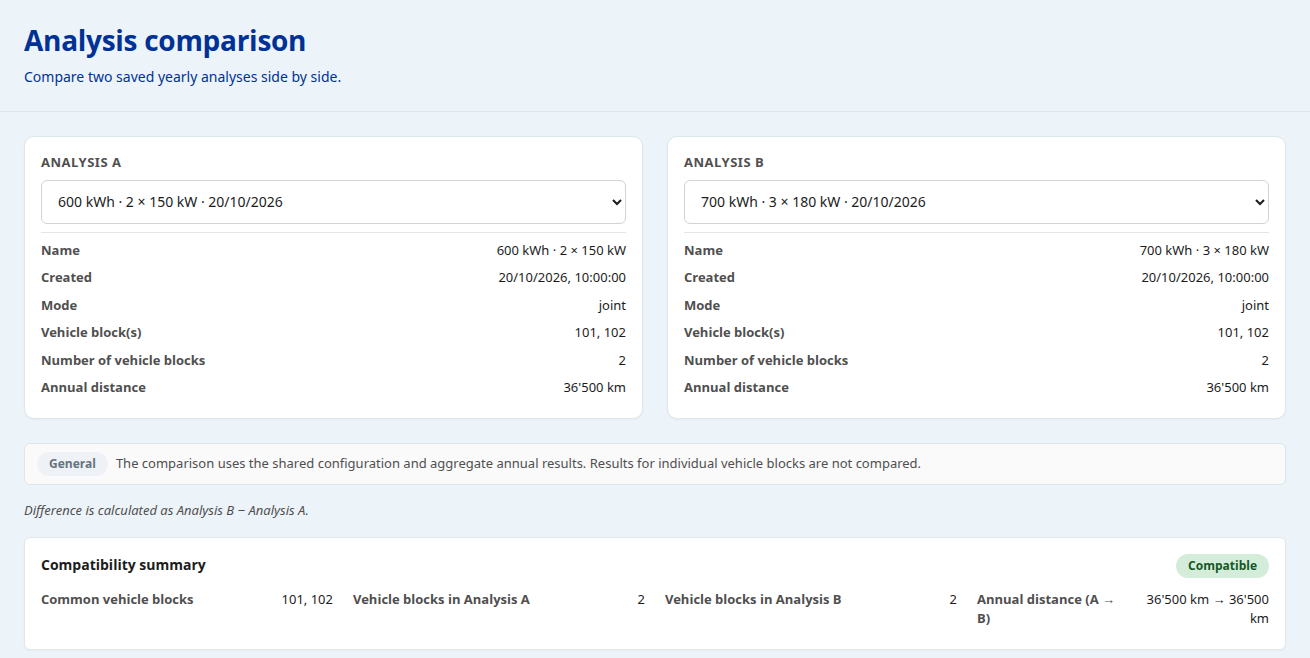 Analysis comparison
Compare two saved yearly analyses side by side.
ANALYSIS A
600 kWh · 2 × 150 kW · 20/10/2026
Name 600 kWh · 2 × 150 kW
Created 20/10/2026, 10:00:00
Mode joint
Vehicle block(s) 101, 102
Number of vehicle blocks 2
Annual distance 36'500 km
ANALYSIS B
700 kWh · 3 × 180 kW · 20/10/2026
Name 700 kWh · 3 × 180 kW
Created 20/10/2026, 10:00:00
Mode joint
Vehicle block(s) 101, 102
Number of vehicle blocks 2
Annual distance 36'500 km
General The comparison uses the shared configuration and aggregate annual results. Results for individual vehicle blocks are not compared.
Difference is calculated as Analysis B − Analysis A.
Compatibility summary Compatible
Common vehicle blocks 101, 102 Vehicle blocks in Analysis A 2 Vehicle blocks in Analysis B 2 Annual distance (A → 36'500 km → 36'500
B) km